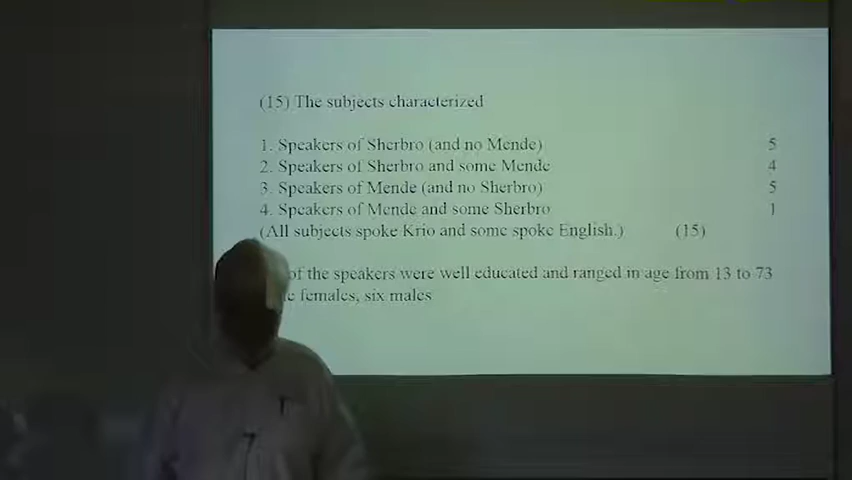 (15) The subjects characterized
1. Speakers of Sherbro (and no Mende) 5
2. Speakers of Sherbro and some Mende 4
3. Speakers of Mende (and no Sherbro) 5
4. Speakers of Mende and some Sherbro 1
(All subjects spoke Krio and some spoke English.) (15)
of the speakers were well educated and ranged in age from 13 to 73
females, six males